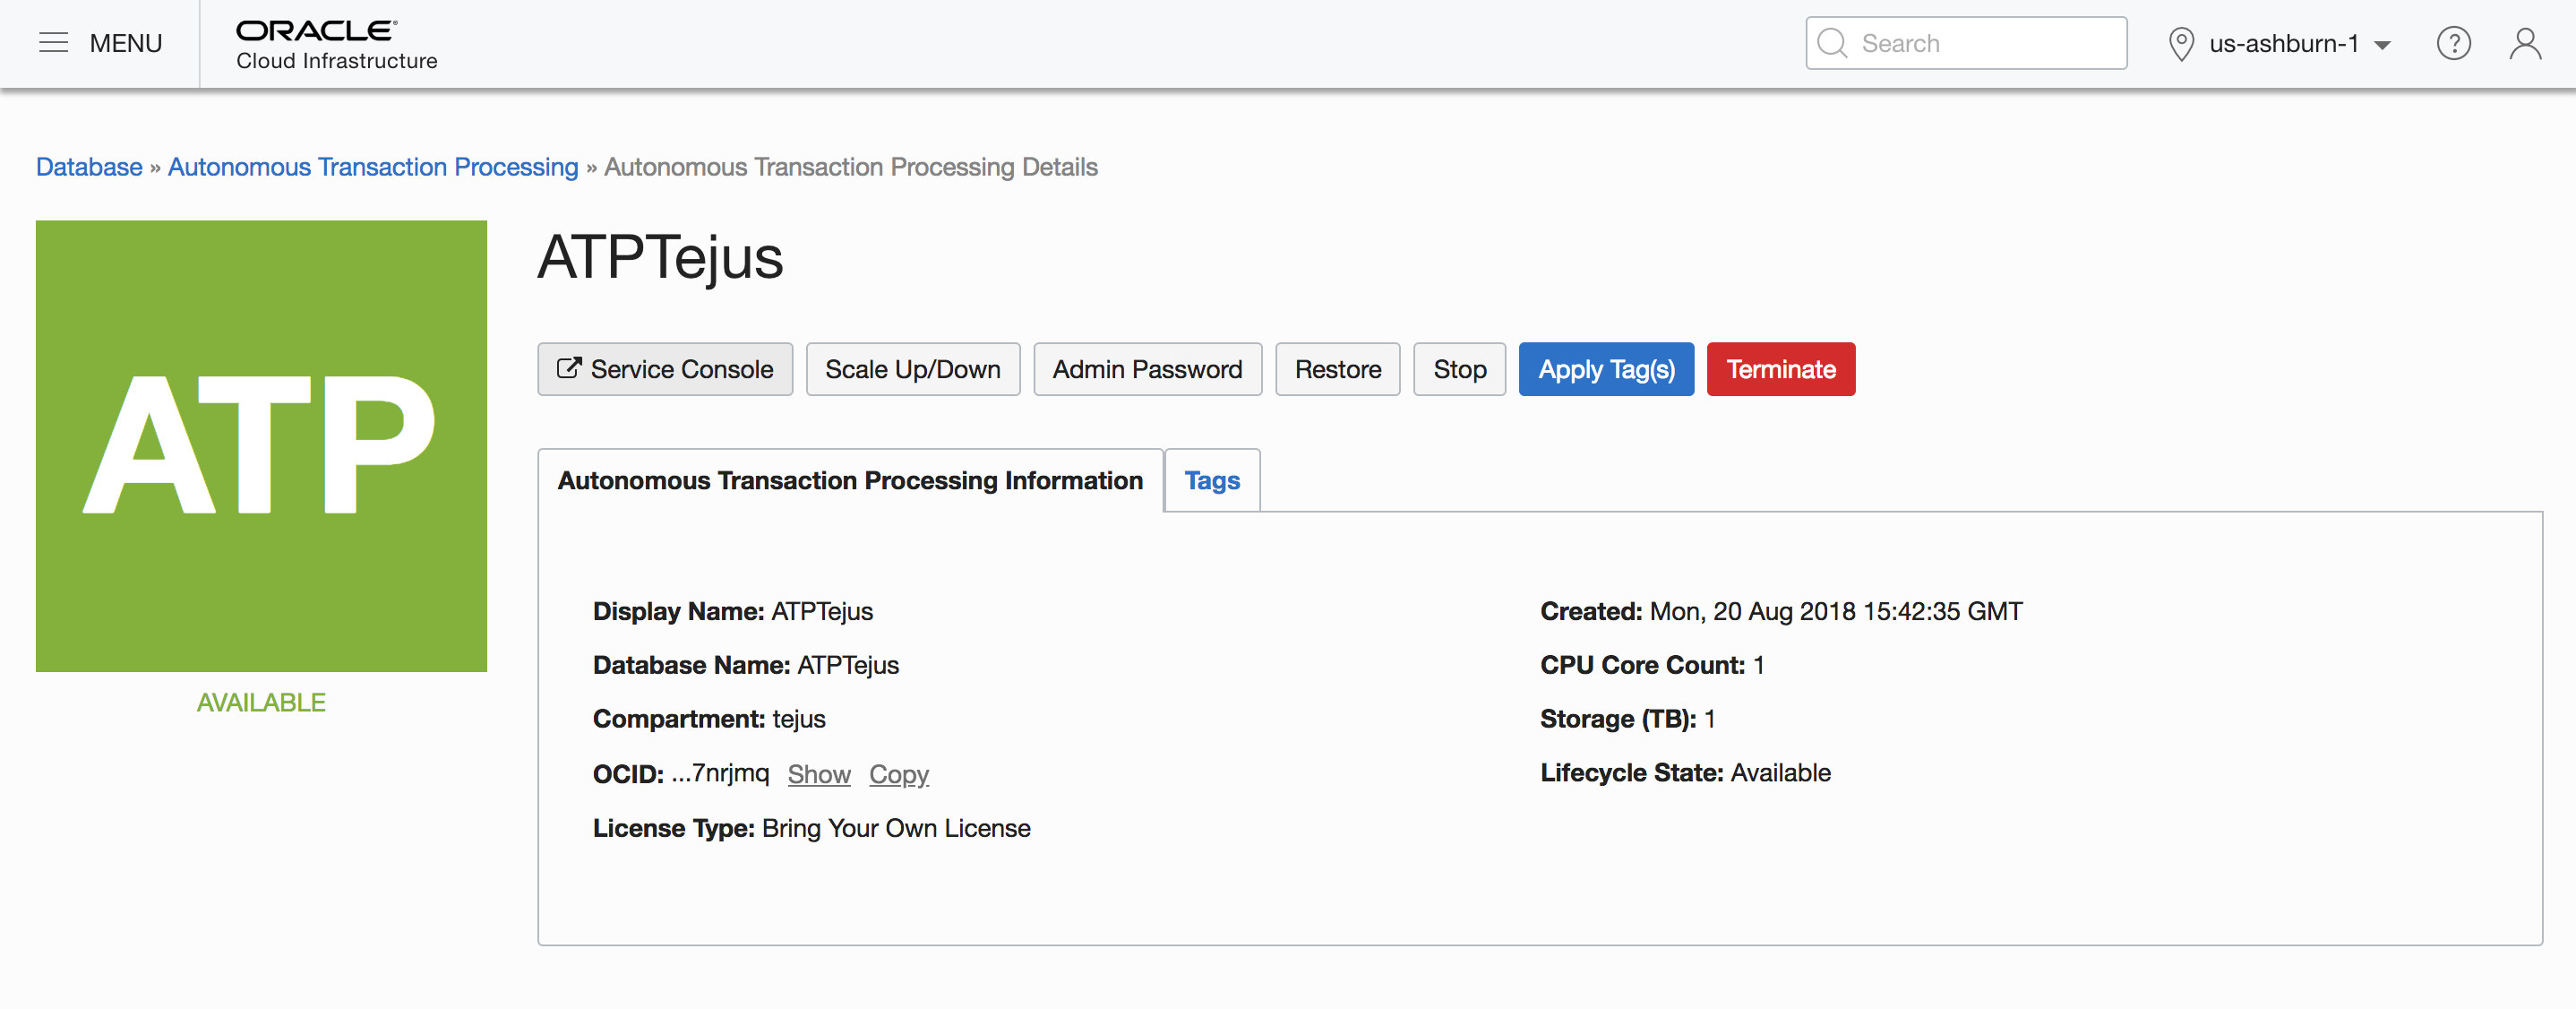 MENU
ORACLE®
Cloud Infrastructure
Search
us-ashburn-1
?
Database » Autonomous Transaction Processing » Autonomous Transaction Processing Details
ATP
AVAILABLE
ATPTejus
Service Console
Scale Up/Down
Admin Password
Restore
Stop
Apply Tag(s)
Terminate
Autonomous Transaction Processing Information
Tags
Display Name: ATPTejus
Database Name: ATPTejus
Compartment: tejus
OCID: ...7nrjmq Show Copy
License Type: Bring Your Own License
Created: Mon, 20 Aug 2018 15:42:35 GMT
CPU Core Count: 1
Storage (TB): 1
Lifecycle State: Available